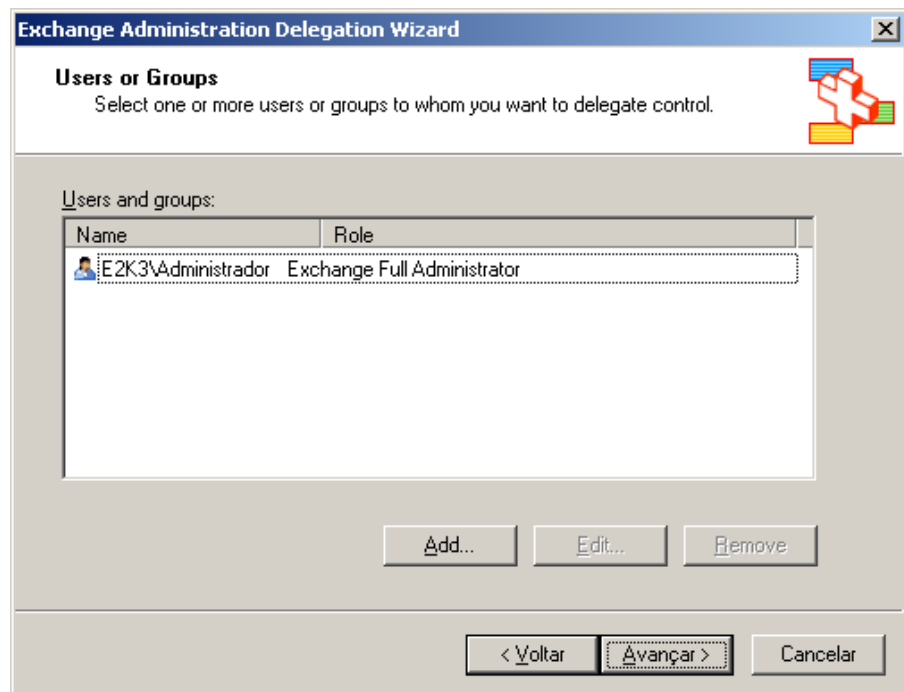 Exchange Administration Delegation Wizard
Users or Groups
Select one or more users or groups to whom you want to delegate control.
Users and groups:
Name Role
E2K3\Administrador Exchange Full Administrator
Add... Edit... Remove
< Voltar Avançar > Cancelar